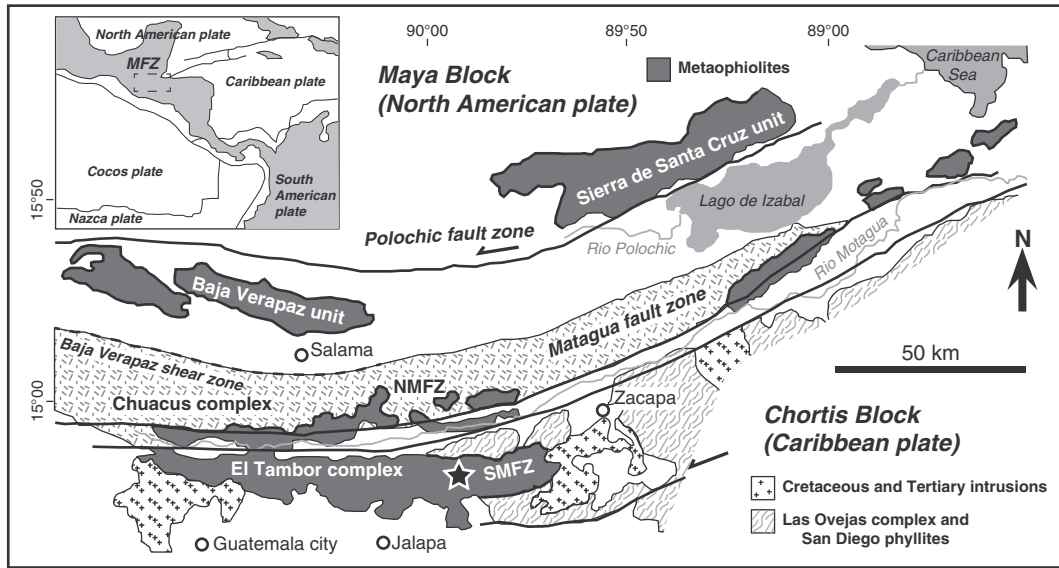 90°00'
89°50'
89°00'
North American plate
MFZ
Caribbean plate
Cocos plate
South
American
plate
Nazca plate
Maya Block
(North American plate)
Metaophiolites
Caribbean
Sea
Sierra de Santa Cruz unit
Lago de Izabal
15°50'
Polochic fault zone
Rio Polochic
Rio Motagua
N
Baja Verapaz unit
Matagua fault zone
50 km
Salama
Baja Verapaz shear zone
NMFZ
Chuacus complex
15°00'
Zacapa
Chortis Block
(Caribbean plate)
El Tambor complex
SMFZ
Cretaceous and Tertiary intrusions
Las Ovejas complex and
San Diego phyllites
Guatemala city
Jalapa